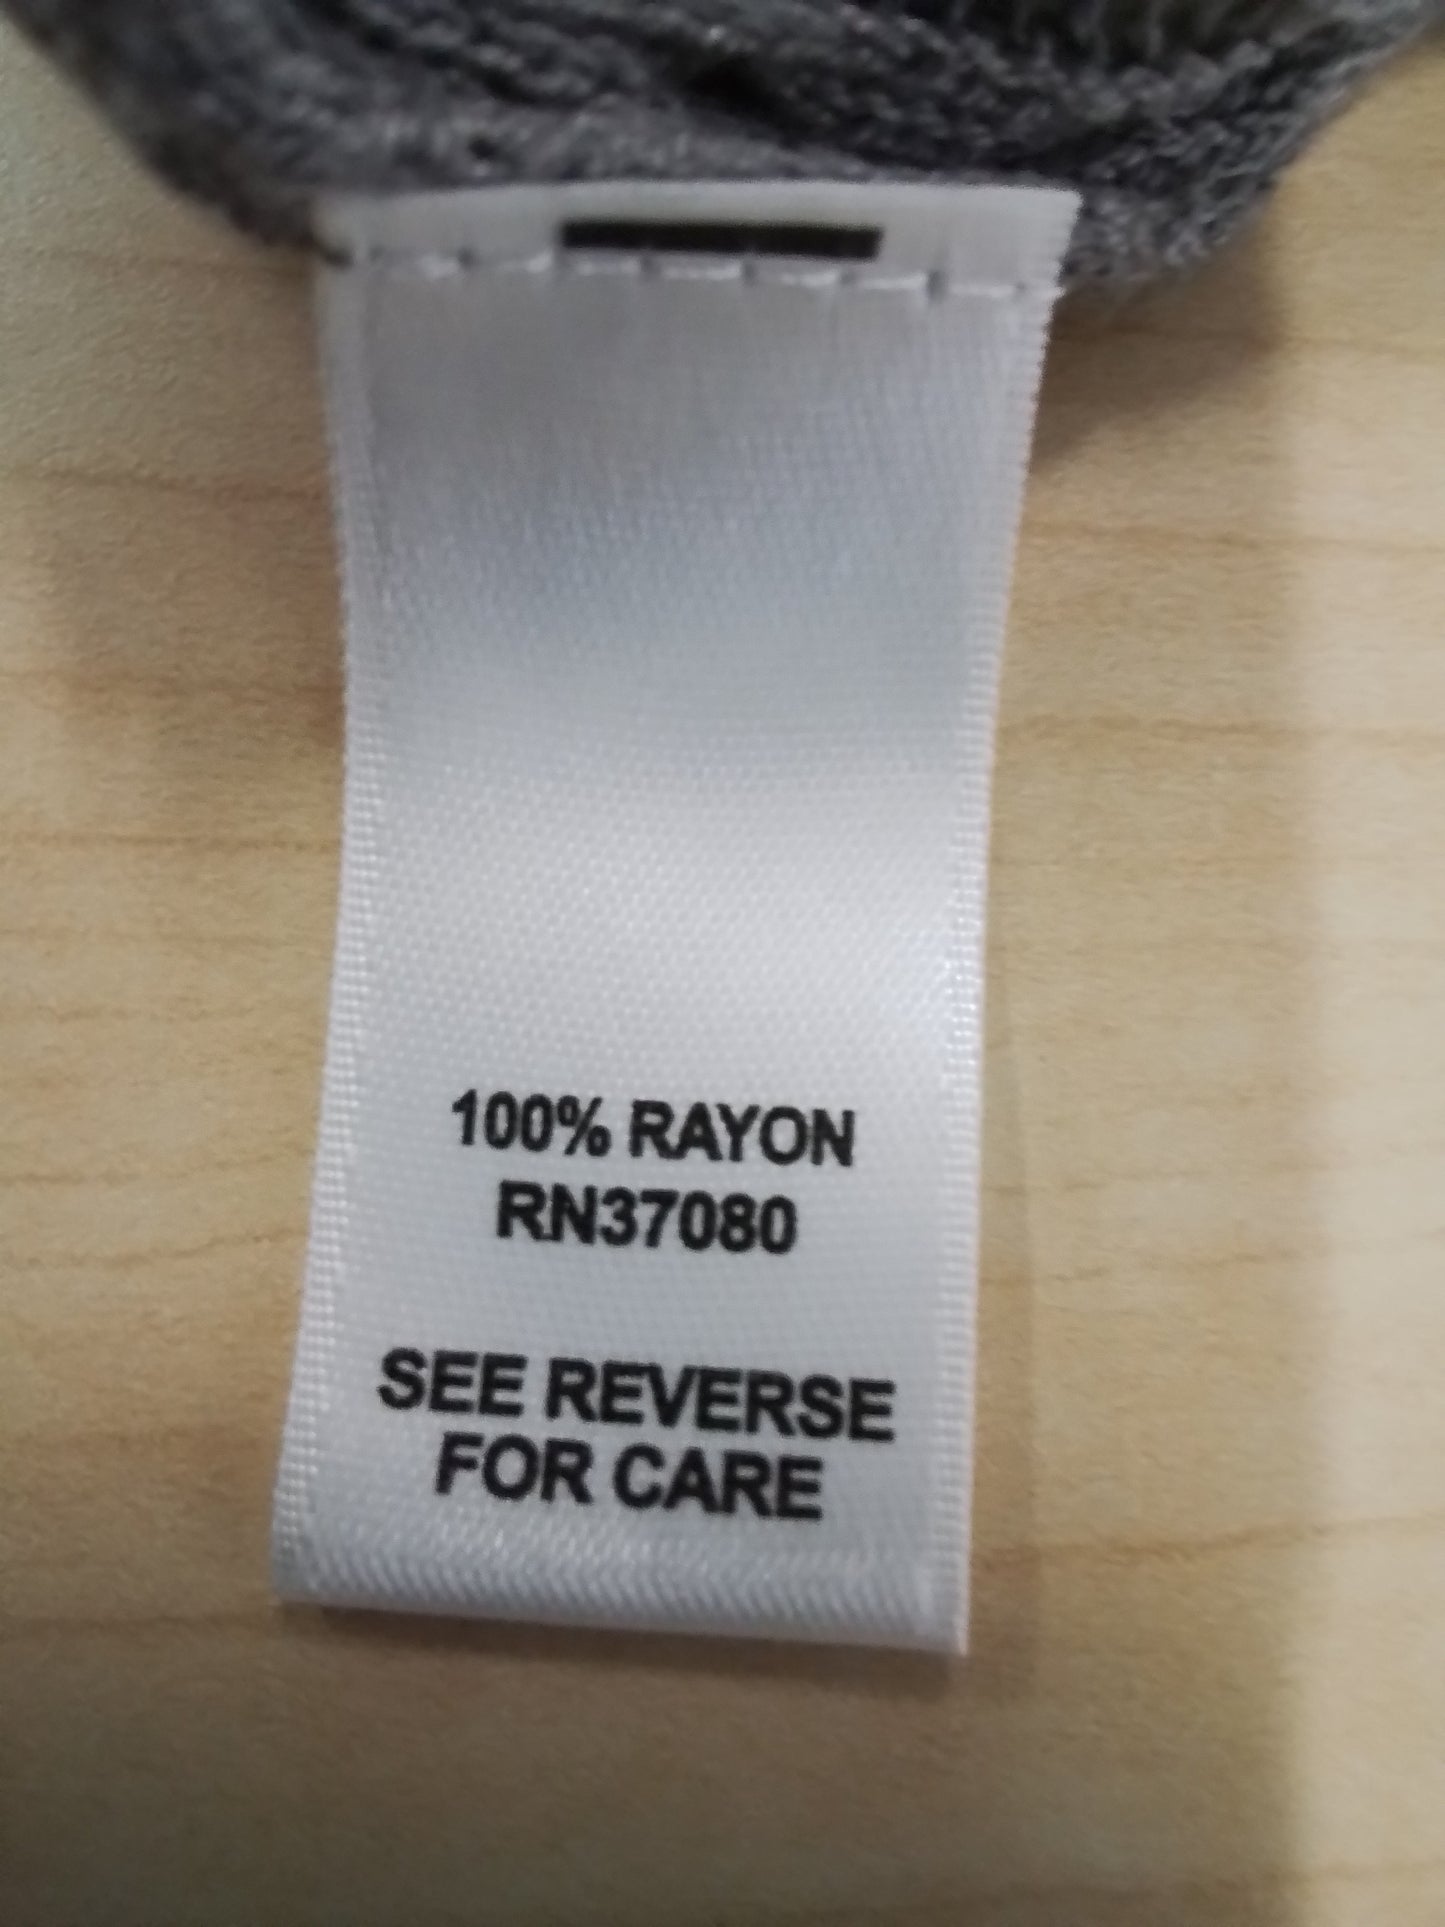 100% RAYON
RN37080
SEE REVERSE
FOR CARE